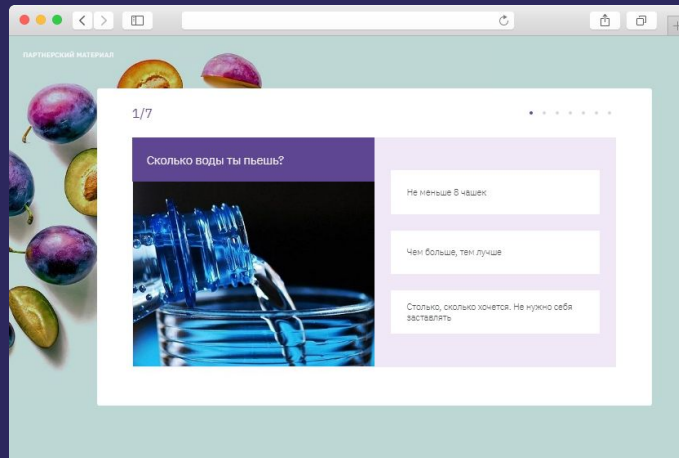 ПАРТНЕРСКИЙ МАТЕРИАЛ
1/7
Сколько воды ты пьешь?
Не меньше 8 чашек
Чем больше, тем лучше
Столько, сколько хочется. Не нужно себя
заставлять